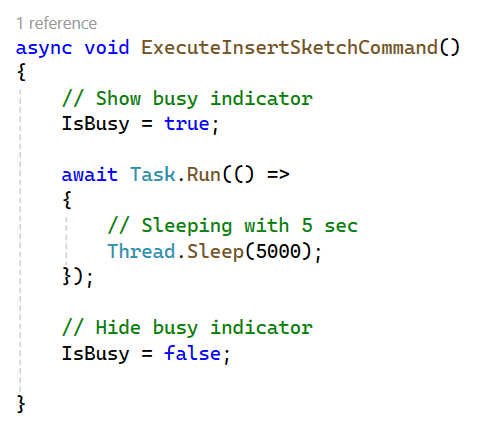 1 reference
async void ExecuteInsertSketchCommand()
{
// Show busy indicator
IsBusy = true;
await Task.Run(() =>
{
// Sleeping with 5 sec
Thread.Sleep(5000);
});
// Hide busy indicator
IsBusy = false;
}